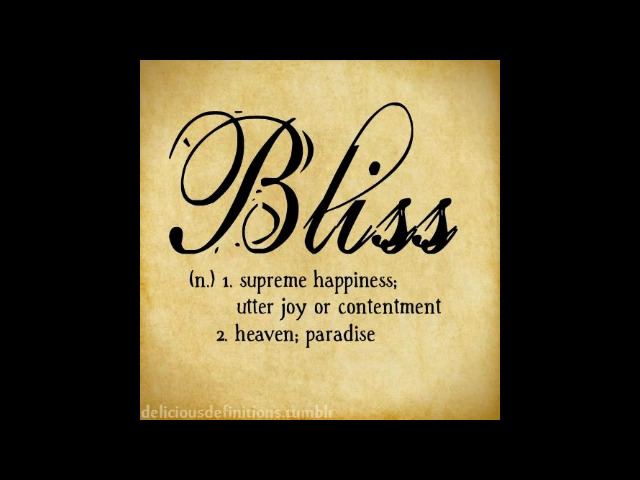 Bliss
(n.) 1. supreme happiness;
utter joy or contentment
2. heaven; paradise
deliciousdefinitions.tumblr